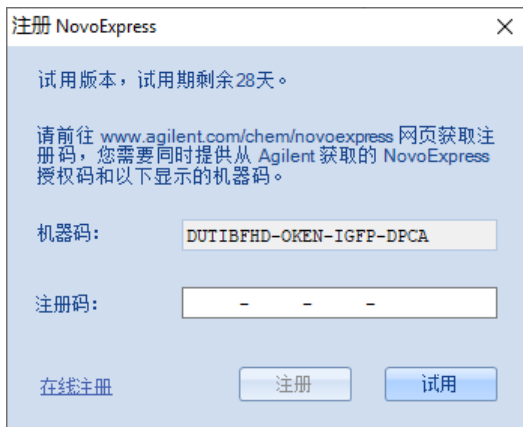 注册 NovoExpress
试用版本，试用期剩余28天。
请前往 www.agilent.com/chem/novoexpress 网页获取注
册码，您需要同时提供从 Agilent 获取的 NovoExpress
授权码和以下显示的机器码。
机器码： DUTIBFHD-OKEN-IGFP-DPCA
注册码： - - -
在线注册 注册 试用